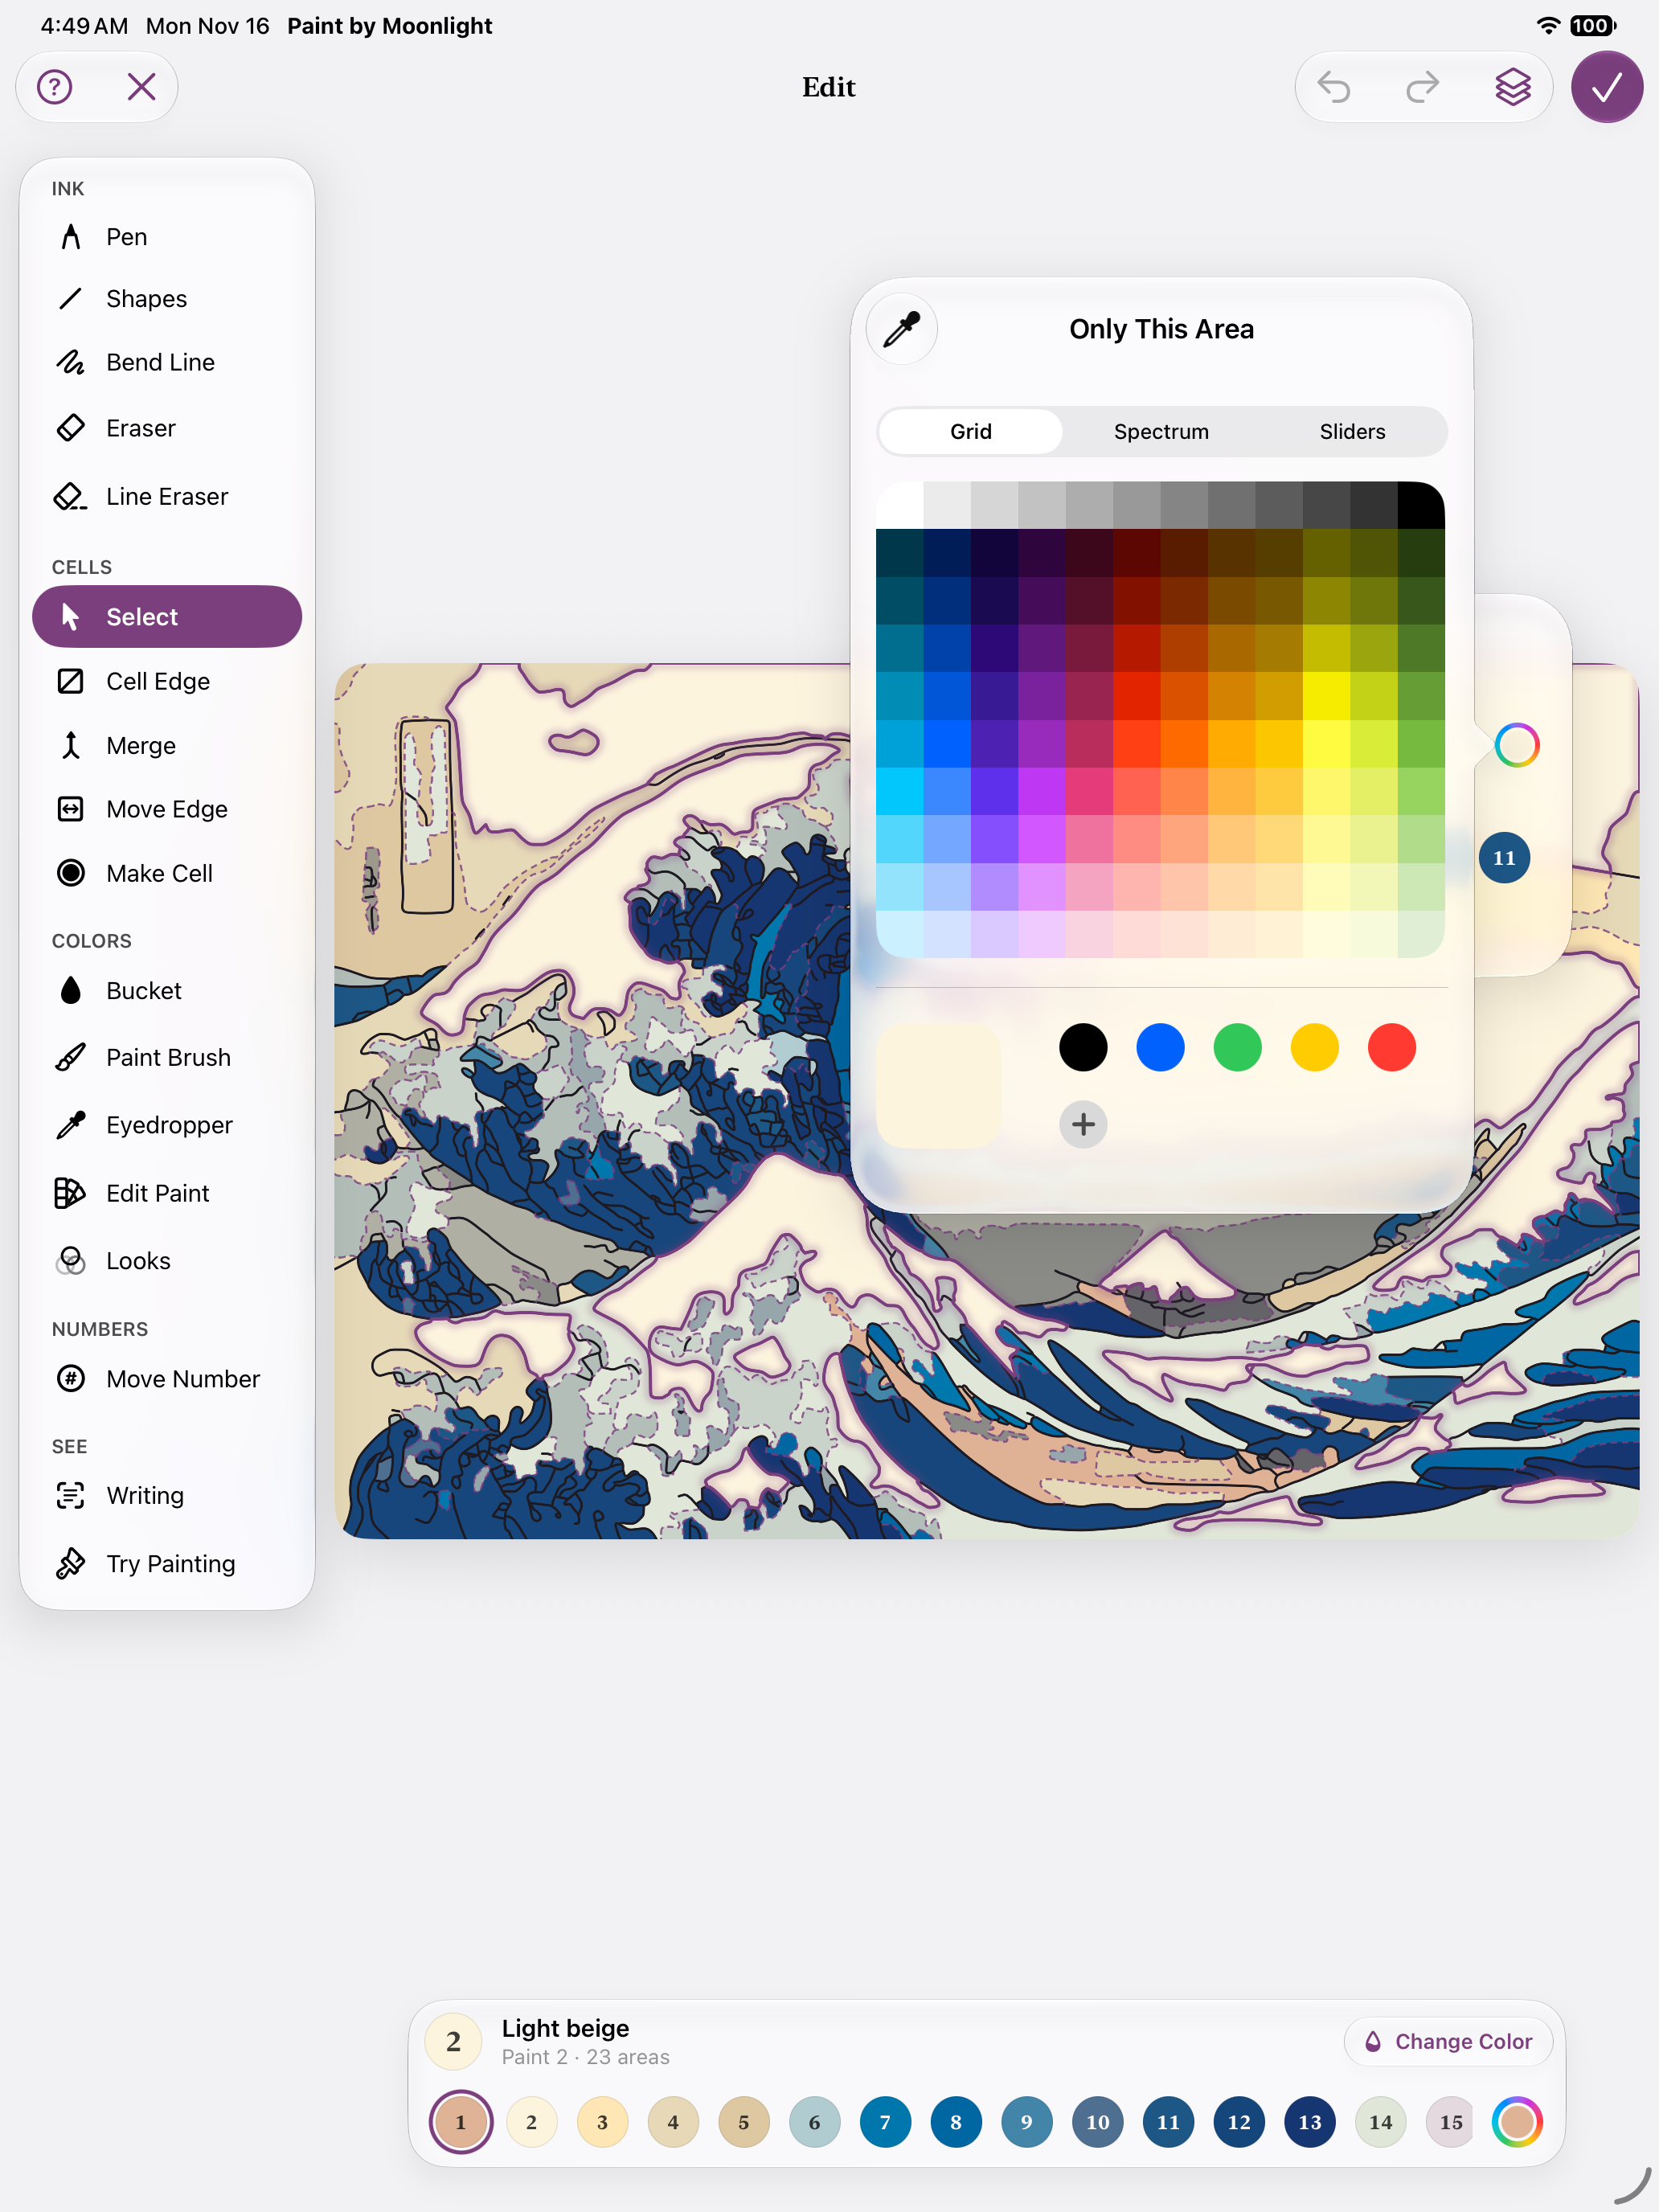 4:49 AM Mon Nov 16 Paint by Moonlight
100
?
Edit
INK
Pen
Shapes
Bend Line
Eraser
Line Eraser
CELLS
Select
Cell Edge
Merge
Move Edge
Make Cell
COLORS
Bucket
Paint Brush
Eyedropper
Edit Paint
Looks
NUMBERS
#
Move Number
SEE
Writing
Try Painting
Only This Area
Grid Spectrum Sliders
11
2
Light beige
Paint 2 · 23 areas
Change Color
1 2 3 4 5 6 7 8 9 10 11 12 13 14 15